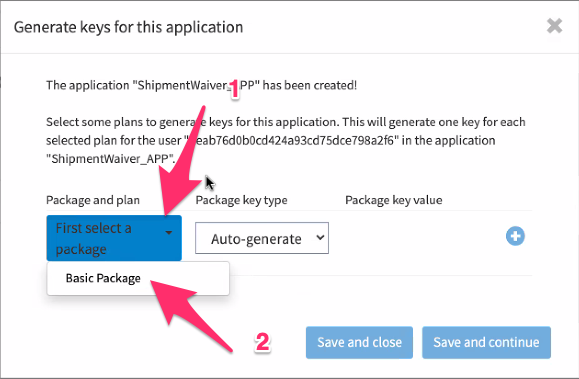 Generate keys for this application
The application "ShipmentWaiver_APP" has been created!
1
Select some plans to generate keys for this application. This will generate one key for each
selected plan for the user "eab76d0b0cd424a93cd75dce798a2f6" in the application
"ShipmentWaiver_APP".
Package and plan Package key type Package key value
First select a
package
Auto-generate
Basic Package
2
Save and close Save and continue